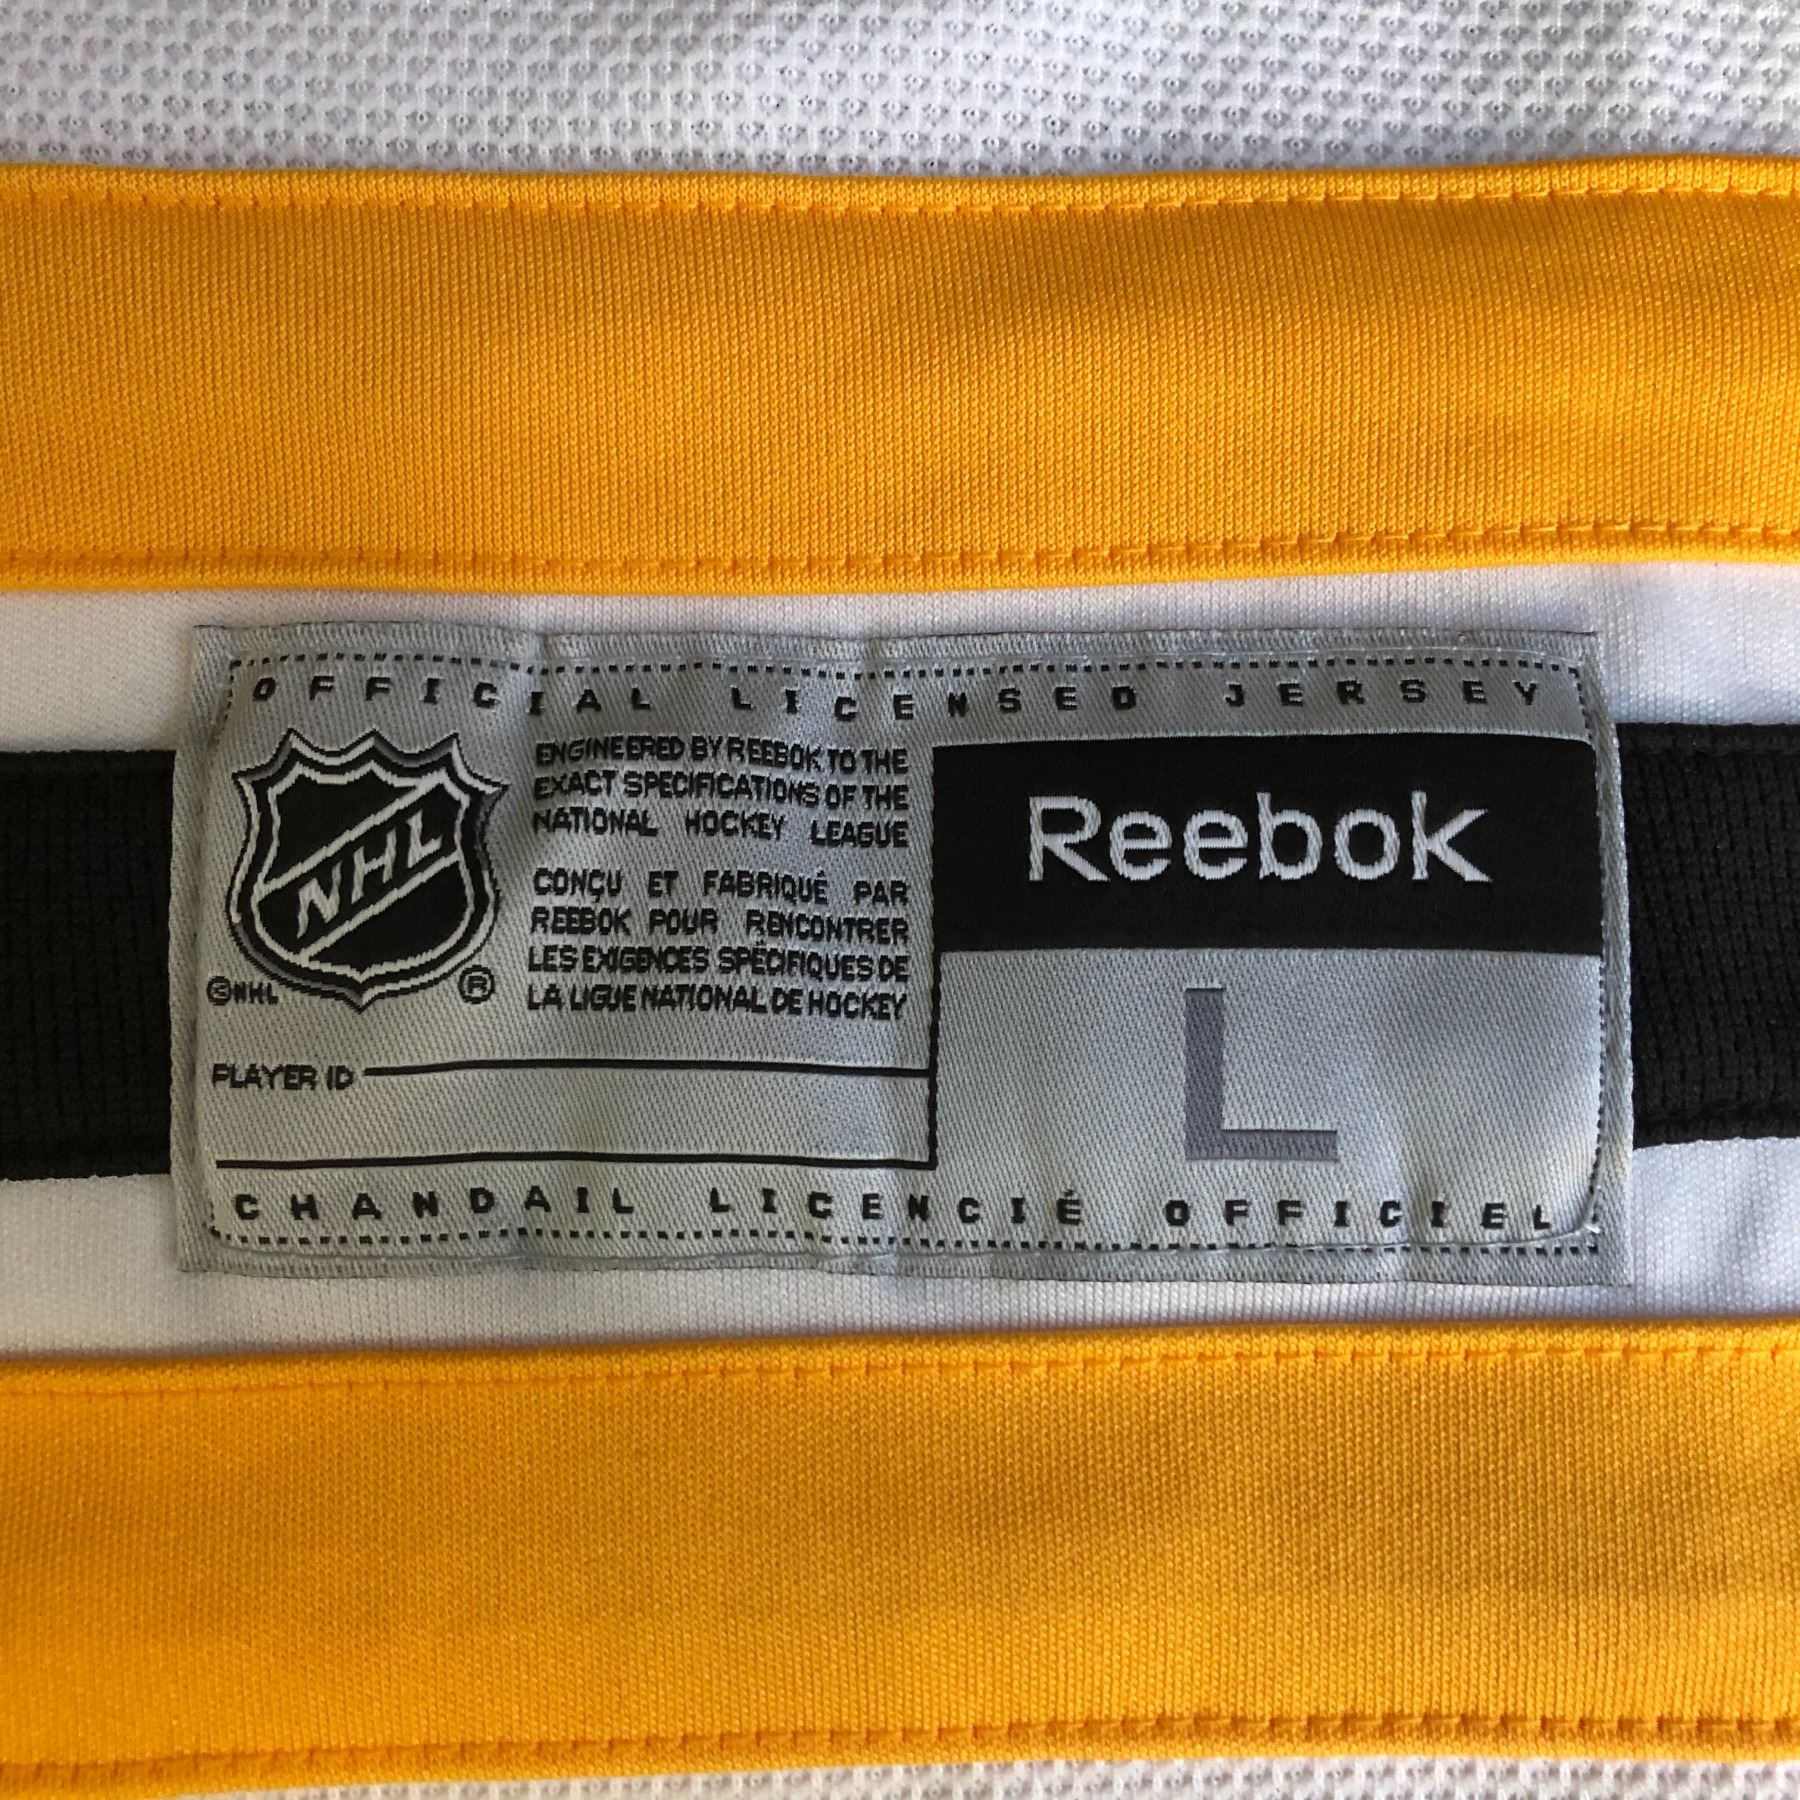 OFFICIAL LICENSED JERSEY
NHL
©NHL ®
ENGINEERED BY REEBOK TO THE
EXACT SPECIFICATIONS OF THE
NATIONAL HOCKEY LEAGUE
CONÇU ET FABRIQUÉ PAR
REEBOK POUR RENCONTRER
LES EXIGENCES SPÉCIFIQUES DE
LA LIGUE NATIONAL DE HOCKEY
PLAYER ID
Reebok
L
CHANDAIL LICENCIÉ OFFICIEL